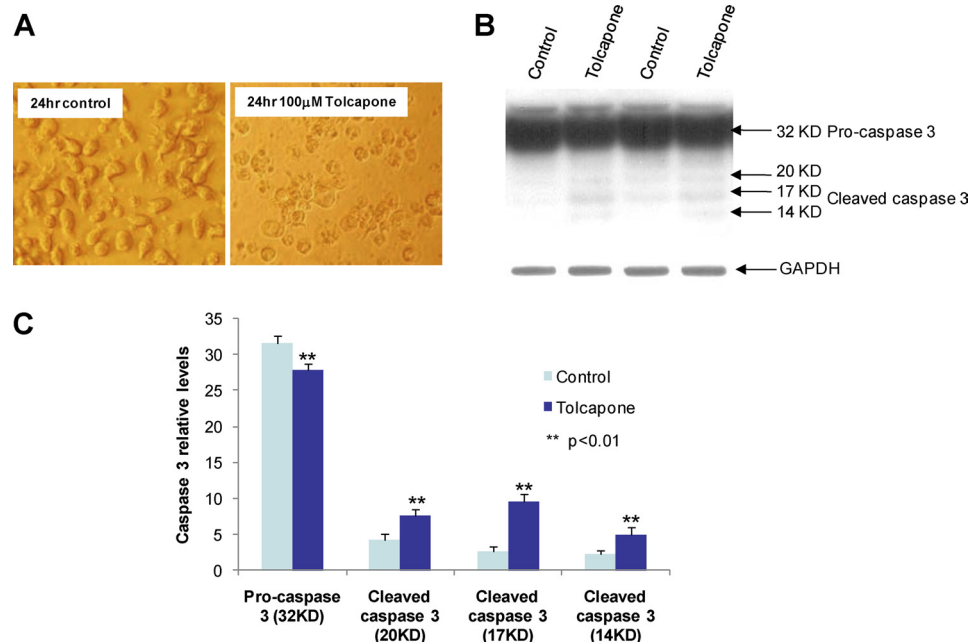 A
24hr control
24hr 100µM Tolcapone
B
Control
Tolcapone
Control
Tolcapone
32 KD Pro-caspase 3
20 KD
17 KD
Cleaved caspase 3
14 KD
GAPDH
C
Caspase 3 relative levels
35
30
25
20
15
10
5
0
**
**
**
**
Control
Tolcapone
** p<0.01
Pro-caspase
3 (32KD)
Cleaved
caspase 3
(20KD)
Cleaved
caspase 3
(17KD)
Cleaved
caspase 3
(14KD)